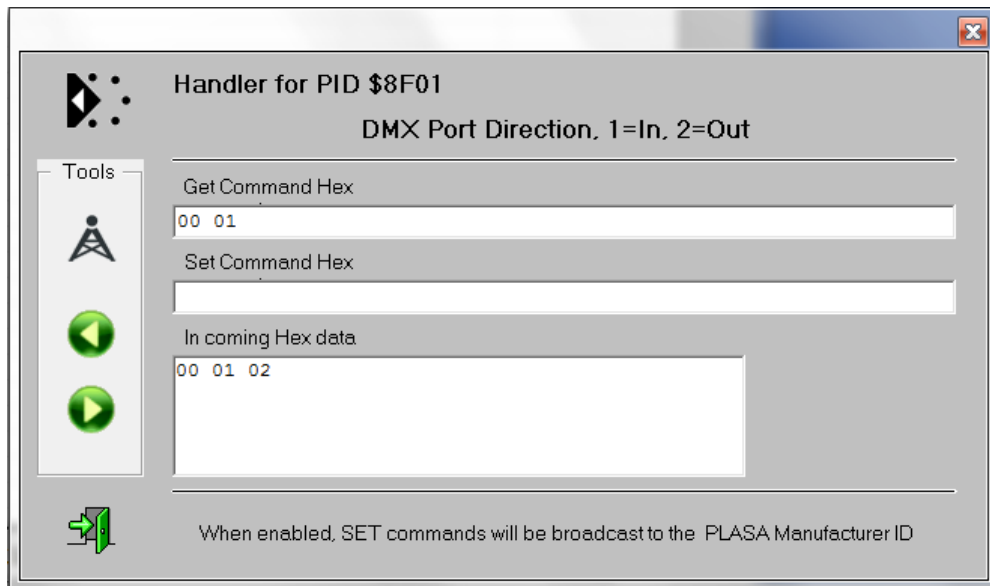 Handler for PID $8F01
DMX Port Direction, 1=In, 2=Out
Tools
Get Command Hex
00 01
Set Command Hex
In coming Hex data
00 01 02
When enabled, SET commands will be broadcast to the PLASA Manufacturer ID